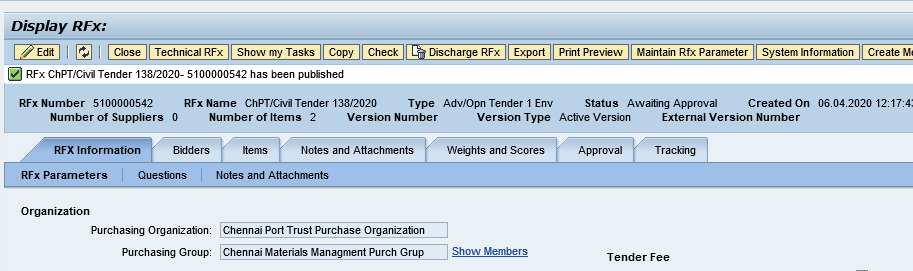 Display RFx:
Edit Close Technical RFx Show my Tasks Copy Check Discharge RFx Export Print Preview Maintain Rfx Parameter System Information Create
RFx ChPT/Civil Tender 138/2020- 5100000542 has been published
RFx Number 5100000542 RFx Name ChPT/Civil Tender 138/2020 Type Adv/Opn Tender 1 Env Status Awaiting Approval Created On 06.04.2020 12:17:43
Number of Suppliers 0 Number of Items 2 Version Number Version Type Active Version External Version Number
RFX Information Bidders Items Notes and Attachments Weights and Scores Approval Tracking
RFx Parameters Questions Notes and Attachments
Organization
Purchasing Organization: Chennai Port Trust Purchase Organization
Purchasing Group: Chennai Materials Managment Purch Grup Show Members
Tender Fee